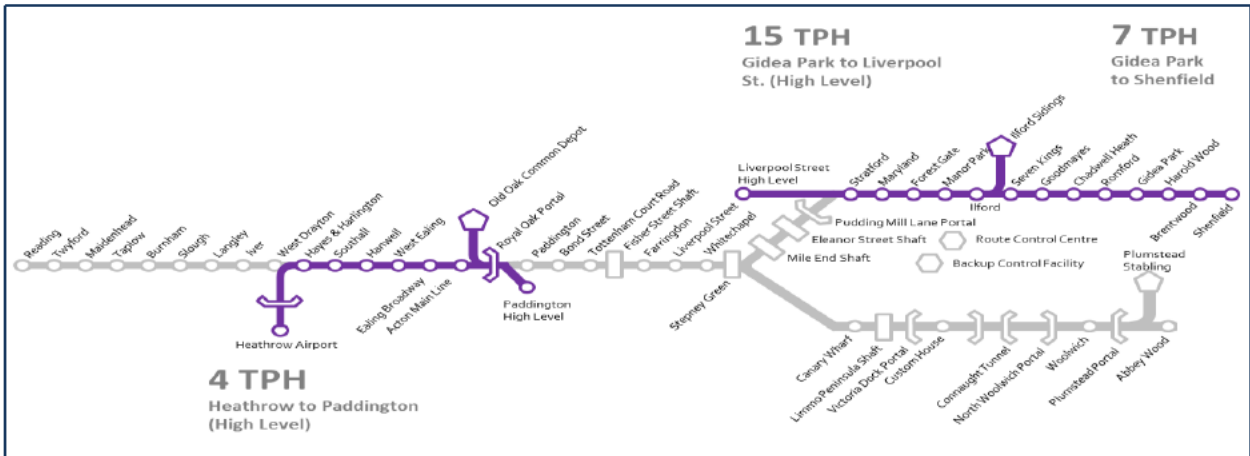 15 TPH
Gidea Park to Liverpool
St. (High Level)
7 TPH
Gidea Park
to Shenfield
Reading
Twyford
Maidenhead
Taplow
Burnham
Slough
Langley
Iver
West Drayton
Hayes & Harlington
Southall
Hanwell
West Ealing
Ealing Broadway
Acton Main Line
Old Oak Common Depot
Royal Oak Portal
Heathrow Airport
Paddington
High Level
Paddington
Bond Street
Tottenham Court Road
Fisher Street Shaft
Farringdon
Liverpool Street
Whitechapel
Stepney Green
Liverpool Street
High Level
Stratford
Maryland
Forest Gate
Manor Park
Ilford
Ilford Sidings
Seven Kings
Goodmayes
Chadwell Heath
Romford
Gidea Park
Harold Wood
Brentwood
Shenfield
Pudding Mill Lane Portal
Eleanor Street Shaft
Mile End Shaft
Route Control Centre
Backup Control Facility
Plumstead
Stabling
Canary Wharf
Limmo Peninsula Shaft
Victoria Dock Portal
Custom House
Connaught Tunnel
North Woolwich Portal
Woolwich
Plumstead Portal
Abbey Wood
4 TPH
Heathrow to Paddington
(High Level)